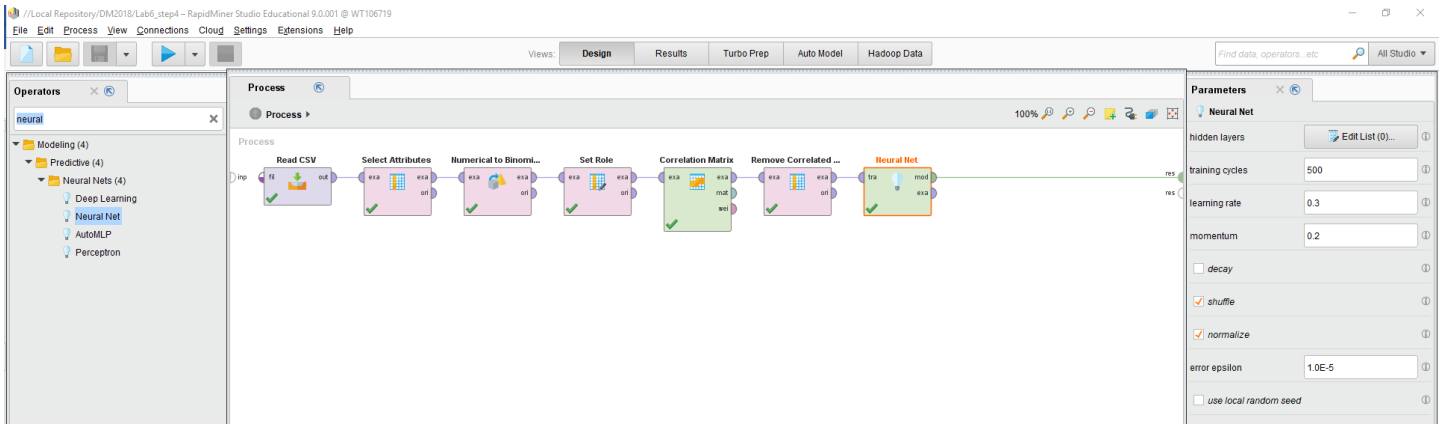 //Local Repository/DM2018/Lab6_step4 – RapidMiner Studio Educational 9.0.001 @ WT106719
File Edit Process View Connections Cloud Settings Extensions Help
Views: Design Results Turbo Prep Auto Model Hadoop Data
Find data, operators...etc
All Studio
Operators
neural
Modeling (4)
Predictive (4)
Neural Nets (4)
Deep Learning
Neural Net
AutoMLP
Perceptron
Process
Process
100%
Process
Read CSV Select Attributes Numerical to Binomi... Set Role Correlation Matrix Remove Correlated ... Neural Net
inp fil out exa exa exa exa exa exa exa exa exa exa tra mod res
ori ori ori mat ori exa res
wei
Parameters
Neural Net
hidden layers Edit List (0)...
training cycles 500
learning rate 0.3
momentum 0.2
decay
shuffle
normalize
error epsilon 1.0E-5
use local random seed